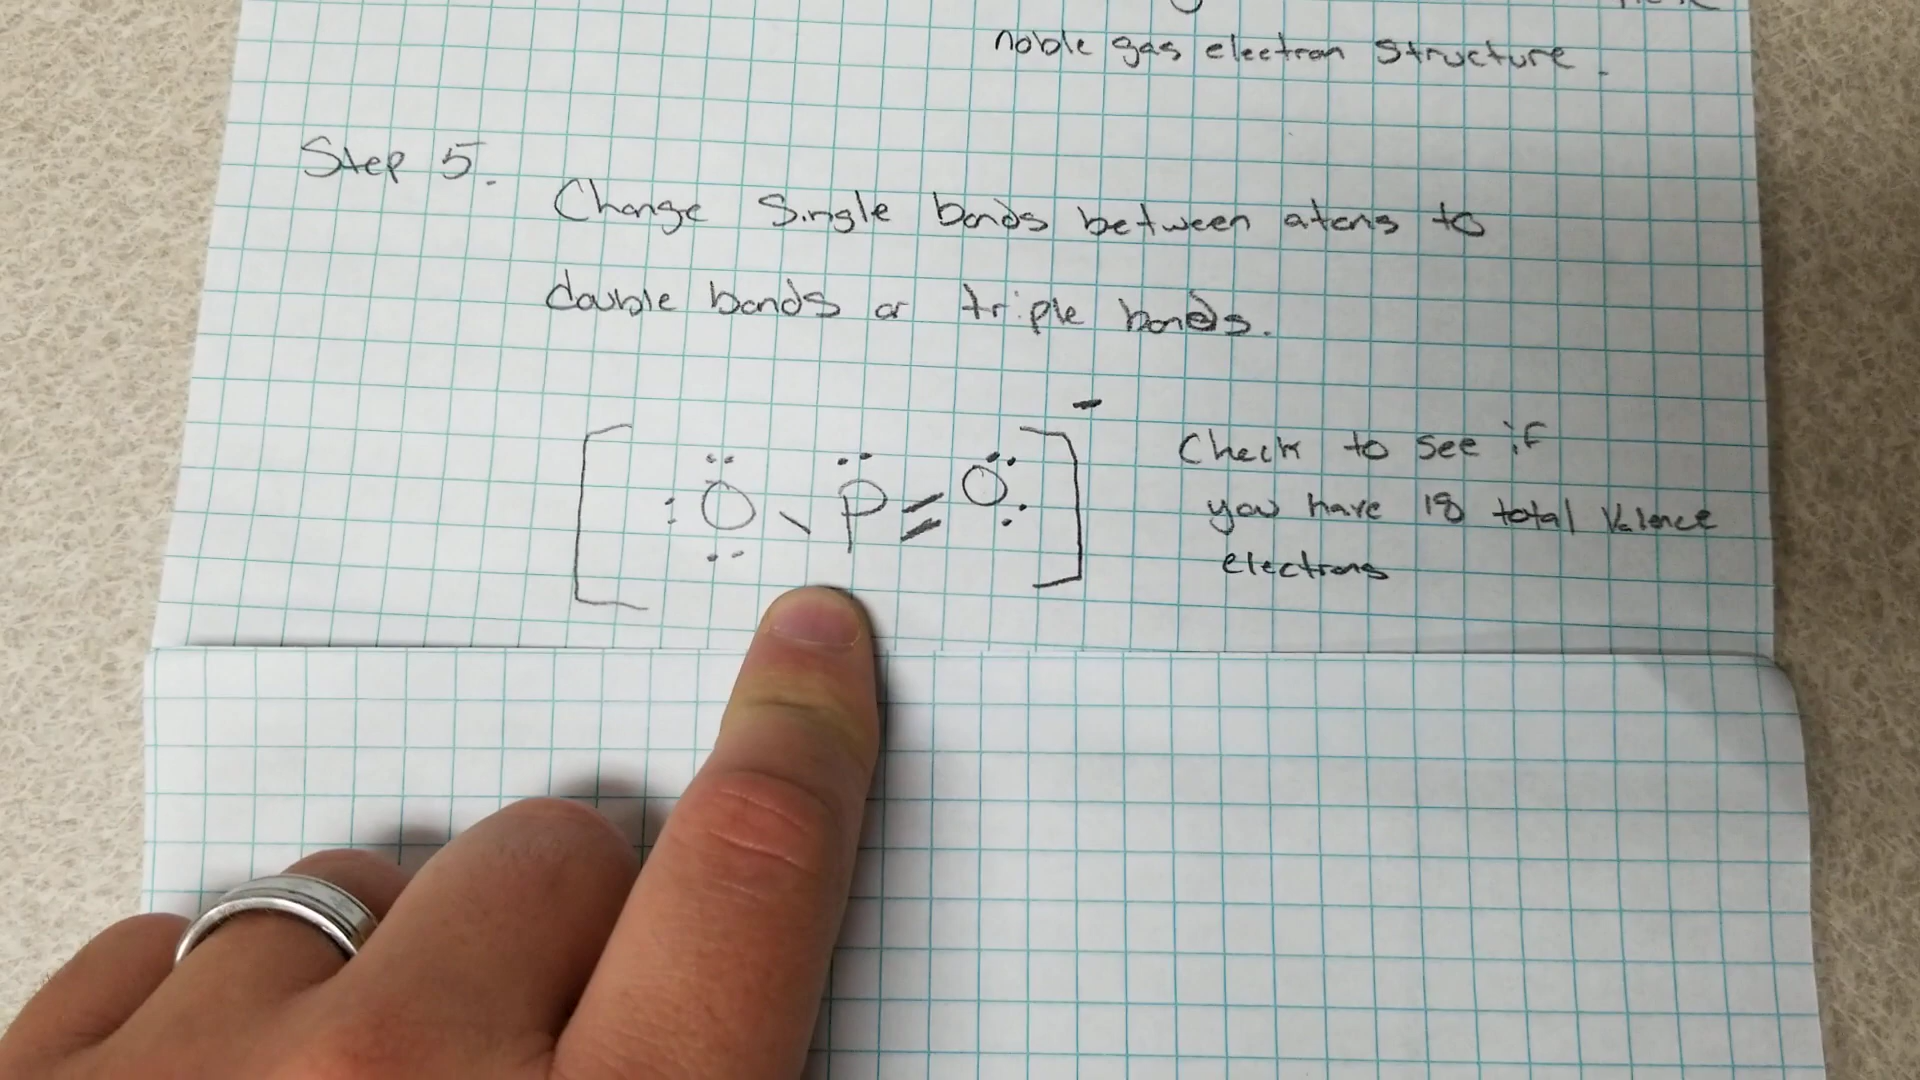 noble gas electron structure.
Step 5.
Change single bonds between atoms to
double bonds or triple bonds.
[:Ö̤ - P̈ = Ö:]⁻
Check to see if
you have 18 total valence
electrons